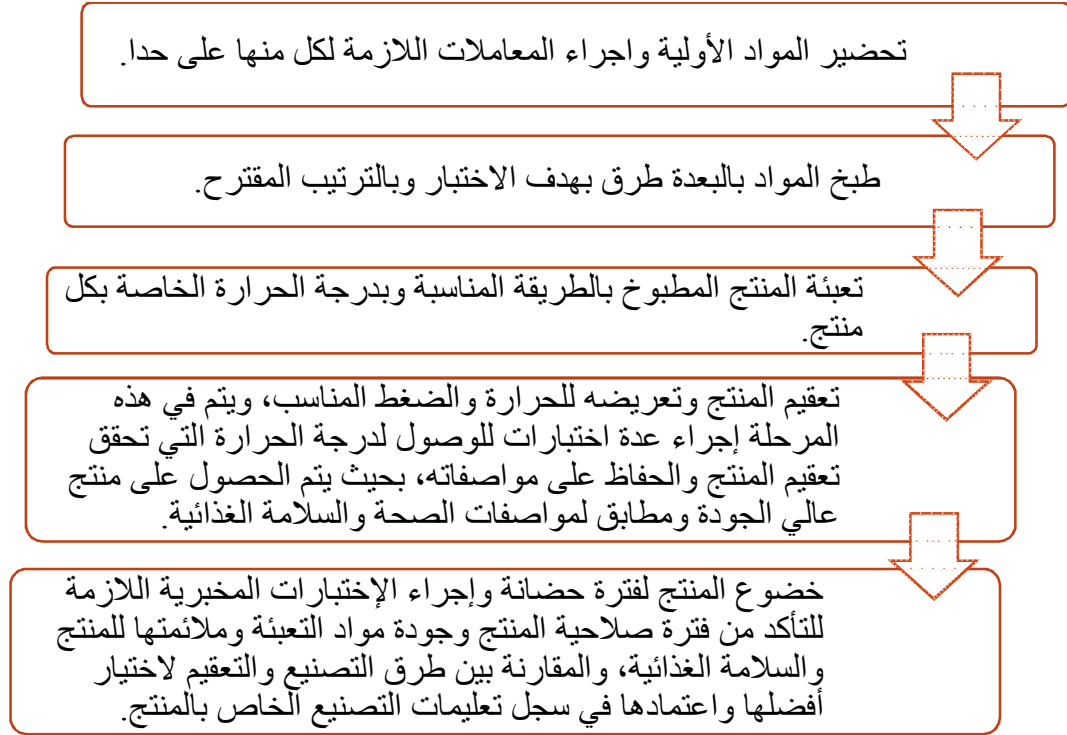 تحضير المواد الأولية واجراء المعاملات اللازمة لكل منها على حدا.
طبخ المواد بالبعدة طرق بهدف الاختبار وبالترتيب المقترح.
تعبئة المنتج المطبوخ بالطريقة المناسبة وبدرجة الحرارة الخاصة بكل
منتج.
تعقيم المنتج وتعريضه للحرارة والضغط المناسب، ويتم في هذه
المرحلة إجراء عدة اختبارات للوصول لدرجة الحرارة التي تحقق
تعقيم المنتج والحفاظ على مواصفاته، بحيث يتم الحصول على منتج
عالي الجودة ومطابق لمواصفات الصحة والسلامة الغذائية.
خضوع المنتج لفترة حضانة وإجراء الإختبارات المخبرية اللازمة
للتأكد من فترة صلاحية المنتج وجودة مواد التعبئة وملائمتها للمنتج
والسلامة الغذائية، والمقارنة بين طرق التصنيع والتعقيم لاختيار
أفضلها واعتمادها في سجل تعليمات التصنيع الخاص بالمنتج.